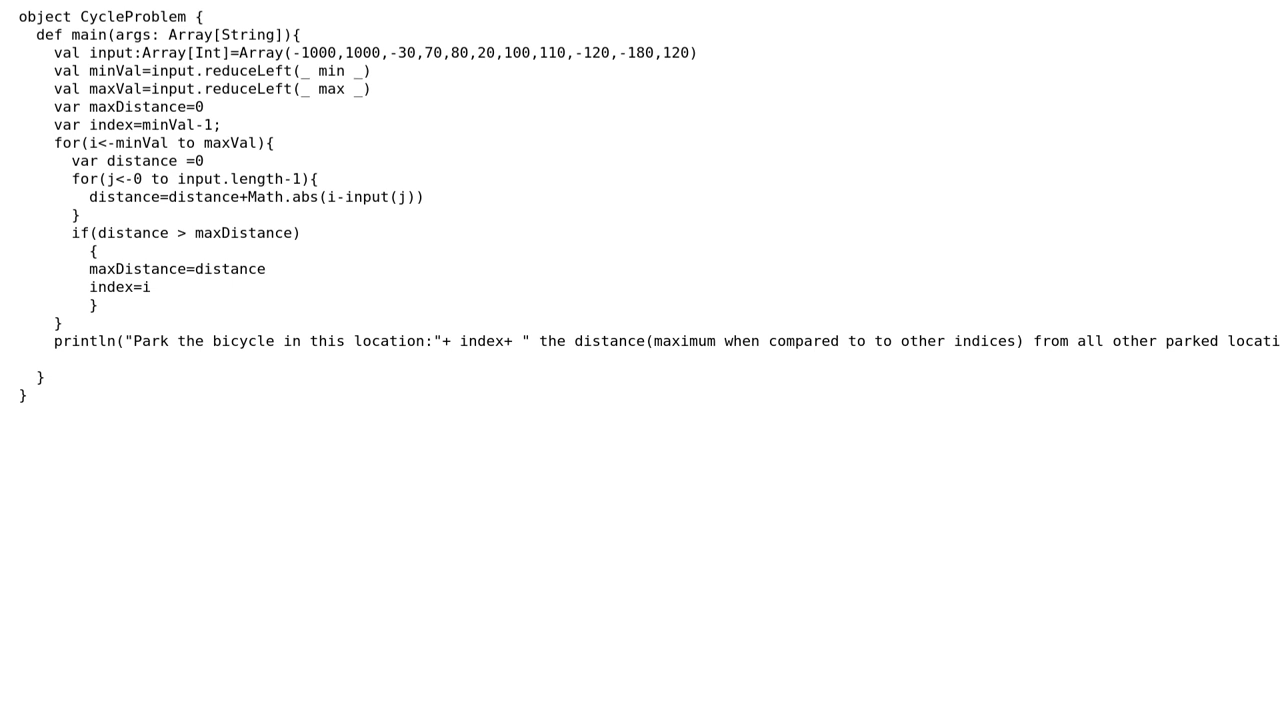 object CycleProblem {
  def main(args: Array[String]){
    val input:Array[Int]=Array(-1000,1000,-30,70,80,20,100,110,-120,-180,120)
    val minVal=input.reduceLeft(_ min _)
    val maxVal=input.reduceLeft(_ max _)
    var maxDistance=0
    var index=minVal-1;
    for(i<-minVal to maxVal){
      var distance =0
      for(j<-0 to input.length-1){
        distance=distance+Math.abs(i-input(j))
      }
      if(distance > maxDistance)
        {
        maxDistance=distance
        index=i
        }
    }
    println("Park the bicycle in this location:"+ index+ " the distance(maximum when compared to to other indices) from all other parked locati
  }
}